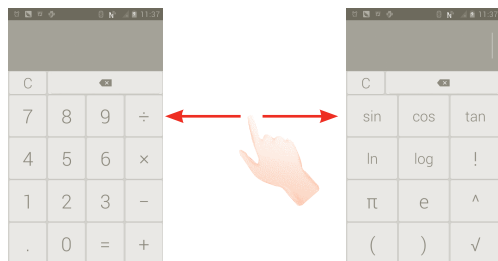 N 11:37
C
7 8 9 ÷
4 5 6 ×
1 2 3 −
. 0 = +
N 11:37
C
sin cos tan
ln log !
π e ^
( ) √